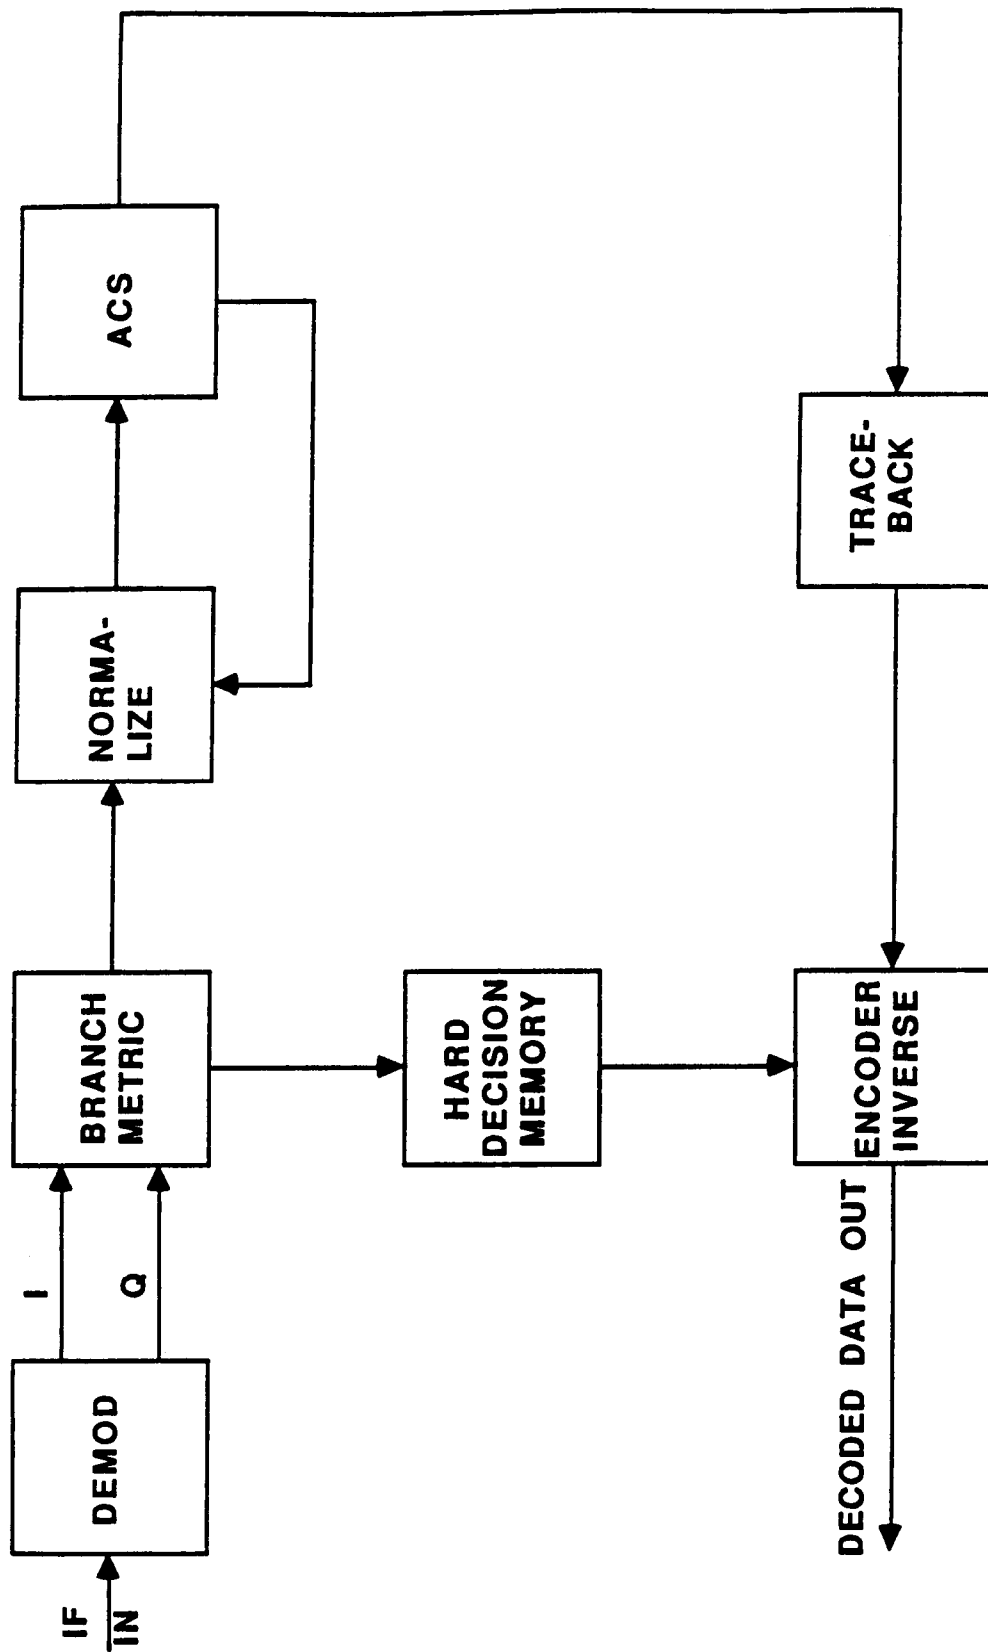 IF
IN
DEMOD
I
Q
BRANCH
METRIC
NORMA-
LIZE
ACS
HARD
DECISION
MEMORY
DECODED DATA OUT
ENCODER
INVERSE
TRACE-
BACK